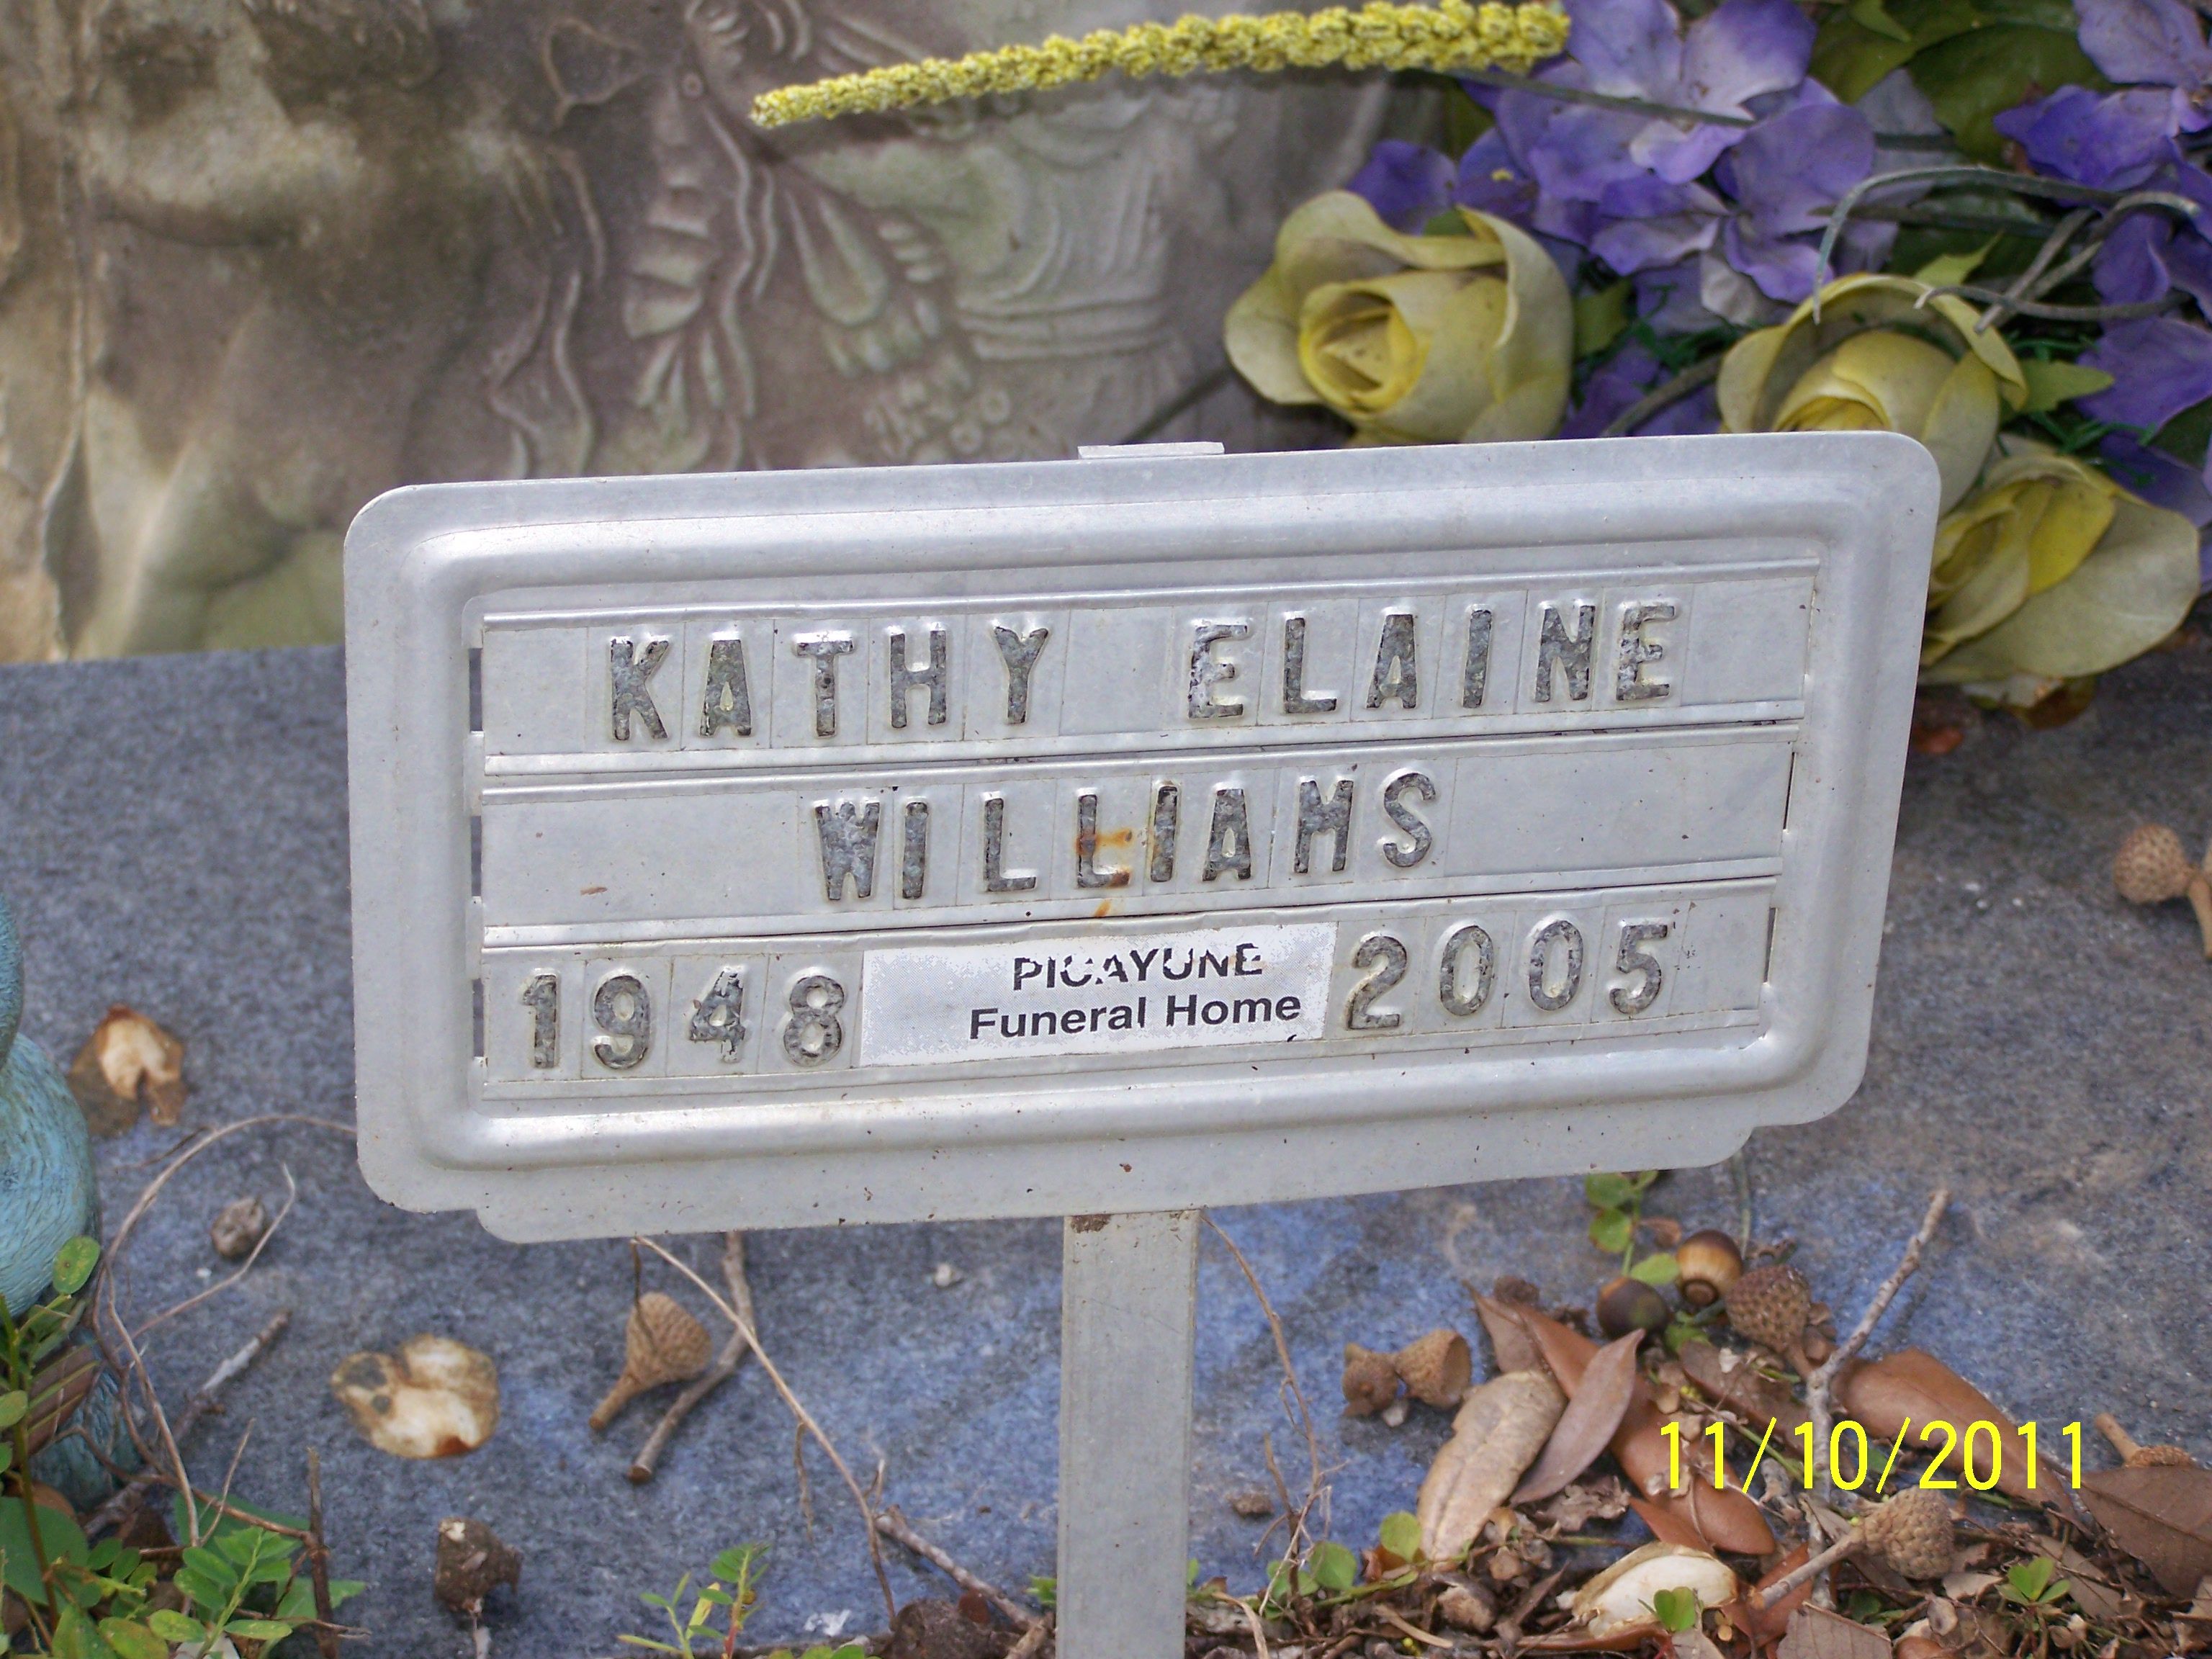 KATHY ELAINE
WILLIAMS
1948 PICAYUNE Funeral Home 2005
11/10/2011